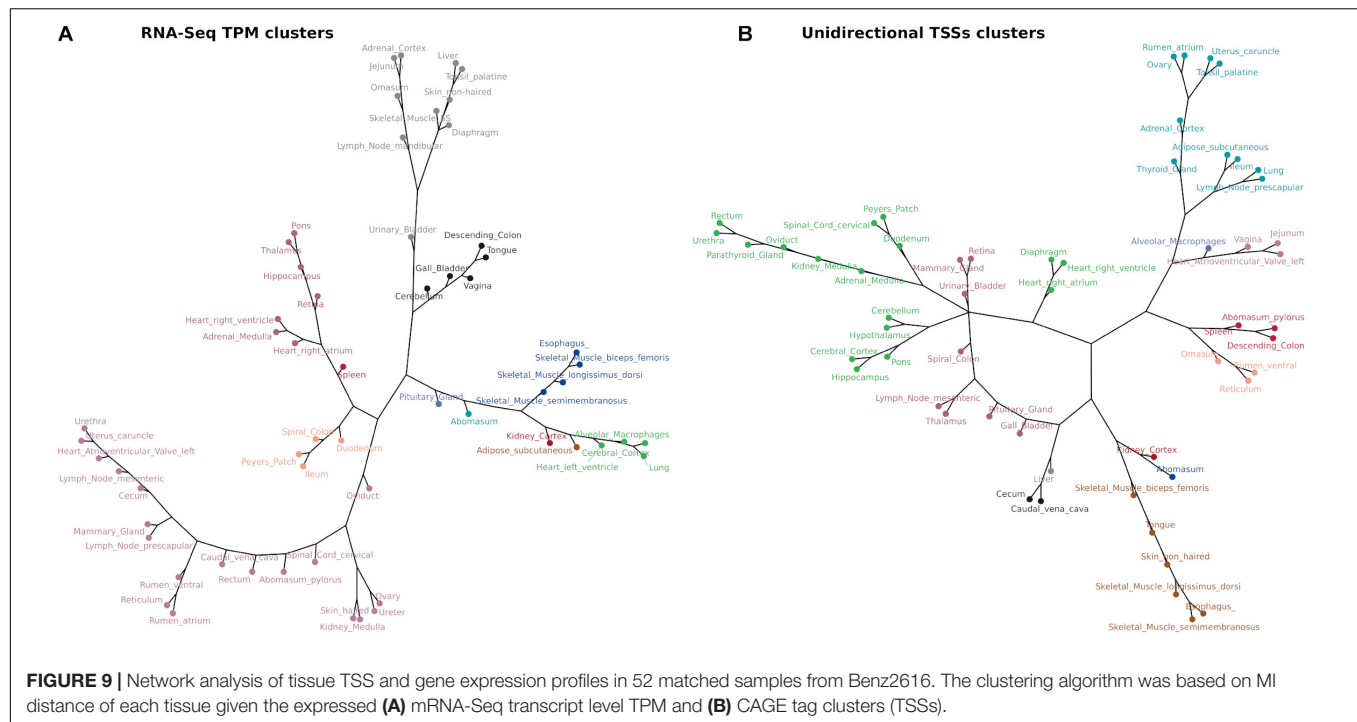 A
RNA-Seq TPM clusters
Adrenal_Cortex
Jejunum
Omasum
Liver
Tonsil_palatine
Skin_non-haired
Skeletal_Muscle_SS
Diaphragm
Lymph_Node_mandibular
Urinary_Bladder
Descending_Colon
Tongue
Gall_Bladder
Vagina
Cerebellum
Pons
Thalamus
Hippocampus
Retina
Heart_right_ventricle
Adrenal_Medulla
Heart_right_atrium
Spleen
Spiral_Colon
Duodenum
Peyers_Patch
Ileum
Esophagus_
Skeletal_Muscle_biceps_femoris
Skeletal_Muscle_longissimus_dorsi
Skeletal_Muscle_semimembranosus
Pituitary_Gland
Abomasum
Kidney_Cortex
Alveolar_Macrophages
Adipose_subcutaneous
Cerebral_Cortex
Heart_left_ventricle
Lung
Urethra
Uterus_caruncle
Heart_Atrioventricular_Valve_left
Lymph_Node_mesenteric
Cecum
Mammary_Gland
Lymph_Node_prescapular
Oviduct
Caudal_vena_cava
Spinal_Cord_cervical
Rectum
Abomasum_pylorus
Rumen_ventral
Reticulum
Rumen_atrium
Ovary
Skin_haired
Ureter
Kidney_Medulla
B
Unidirectional TSSs clusters
Rumen_atrium
Ovary
Uterus_caruncle
Tonsil_palatine
Adrenal_Cortex
Adipose_subcutaneous
Thyroid_Gland
Ileum
Lung
Lymph_Node_prescapular
Rectum
Urethra
Oviduct
Parathyroid_Gland
Kidney_Medulla
Adrenal_Medulla
Peyers_Patch
Spinal_Cord_cervical
Duodenum
Retina
Mammary_Gland
Urinary_Bladder
Diaphragm
Heart_right_ventricle
Heart_right_atrium
Alveolar_Macrophages
Vagina
Jejunum
Heart_Atrioventricular_Valve_left
Cerebellum
Hypothalamus
Cerebral_Cortex
Pons
Hippocampus
Spiral_Colon
Abomasum_pylorus
Spleen
Descending_Colon
Omasum
Rumen_ventral
Reticulum
Lymph_Node_mesenteric
Thalamus
Pituitary_Gland
Gall_Bladder
Liver
Cecum
Caudal_vena_cava
Kidney_Cortex
Abomasum
Skeletal_Muscle_biceps_femoris
Tongue
Skin_non_haired
Skeletal_Muscle_longissimus_dorsi
Esophagus_
Skeletal_Muscle_semimembranosus
FIGURE 9 | Network analysis of tissue TSS and gene expression profiles in 52 matched samples from Benz2616. The clustering algorithm was based on MI
distance of each tissue given the expressed (A) mRNA-Seq transcript level TPM and (B) CAGE tag clusters (TSSs).